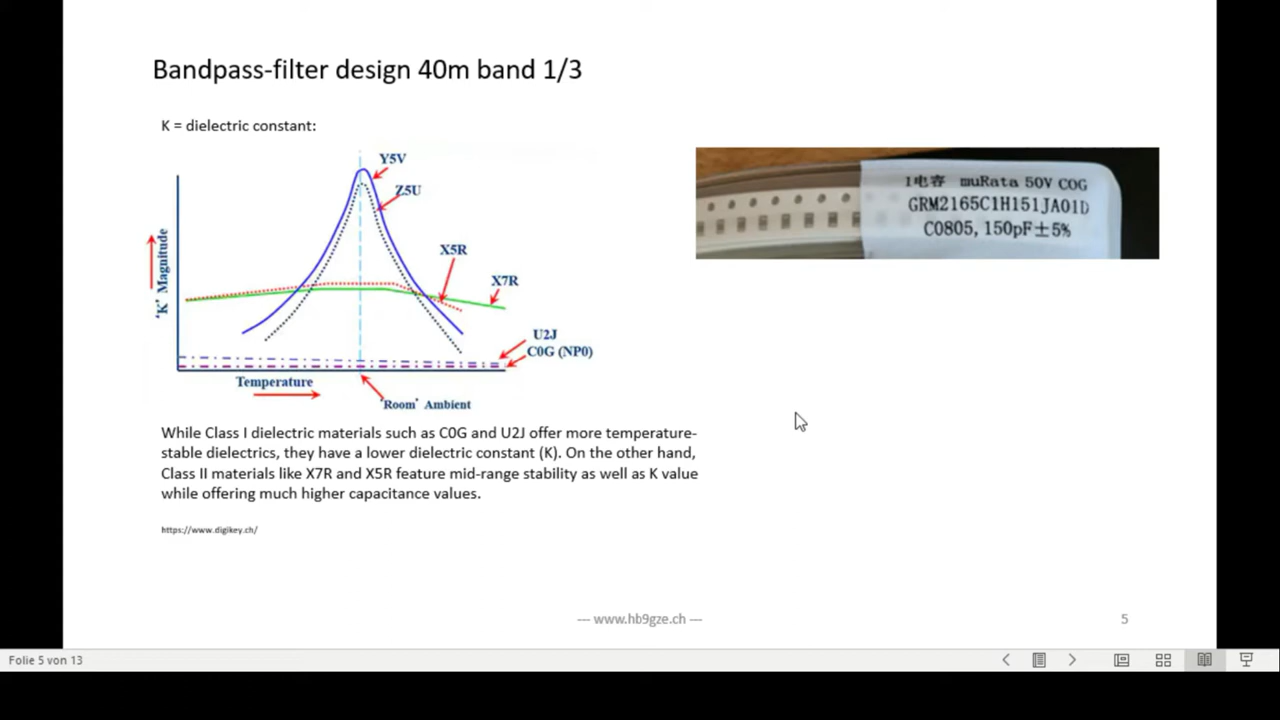 Bandpass-filter design 40m band 1/3
K = dielectric constant:
Y5V
Z5U
X5R
X7R
U2J
C0G (NP0)
'K' Magnitude
Temperature
'Room' Ambient
1电容 muRata 50V COG
GRM2165C1H151JA01D
C0805, 150pF±5%
While Class I dielectric materials such as C0G and U2J offer more temperature-
stable dielectrics, they have a lower dielectric constant (K). On the other hand,
Class II materials like X7R and X5R feature mid-range stability as well as K value
while offering much higher capacitance values.
https://www.digikey.ch/
--- www.hb9gze.ch ---
5
Folie 5 von 13